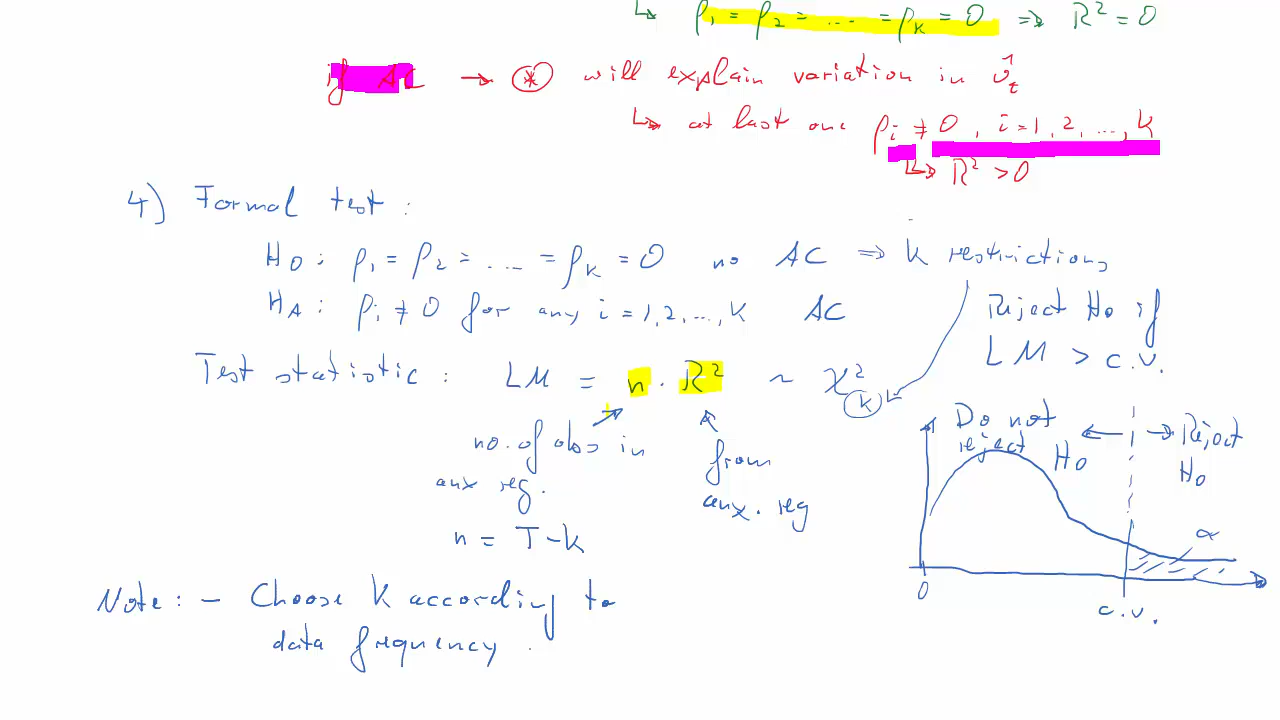 ↳ ρ1 = ρ2 = .... = ρK = 0 ⇒ R² = 0
if AC → ⊛ will explain variation in v̂t
↳ at last one ρi ≠ 0, i = 1, 2, ..., K
↳ R² > 0
4) Formal test :
H0 : ρ1 = ρ2 = .... = ρK = 0 no AC ⇒ k restrictions
HA : ρi ≠ 0 for any i = 1, 2, .., K AC
Reject H0 if
LM > c.v.
Test statistic : LM = n · R² ~ χ²(k)
no. of obs in
aux reg.
n = T - k
from
aux. reg
Do not
reject H0
Reject
H0
α
0
c.v.
Note : - Choose K according to
data frequency .